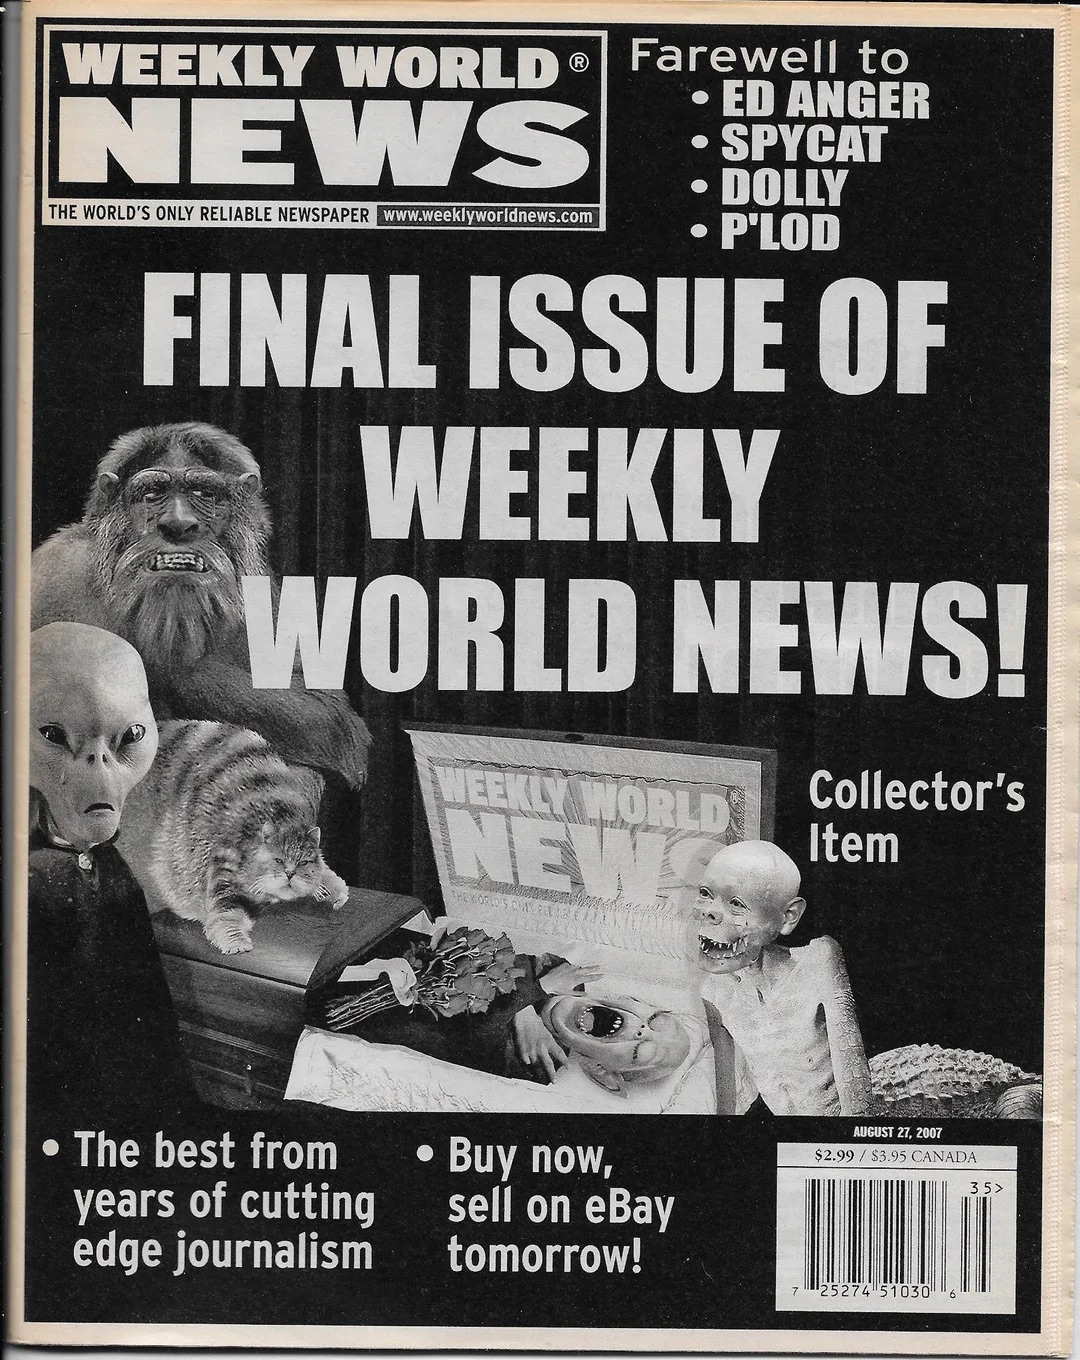 WEEKLY WORLD ®
NEWS
THE WORLD'S ONLY RELIABLE NEWSPAPER www.weeklyworldnews.com
Farewell to
• ED ANGER
• SPYCAT
• DOLLY
• P'LOD
FINAL ISSUE OF
WEEKLY
WORLD NEWS!
WEEKLY WORLD ®
NEWS
THE WORLD'S ONLY
Collector's
Item
• The best from
years of cutting
edge journalism
• Buy now,
sell on eBay
tomorrow!
AUGUST 27, 2007
$2.99 / $3.95 CANADA
35>
7 25274 51030 6